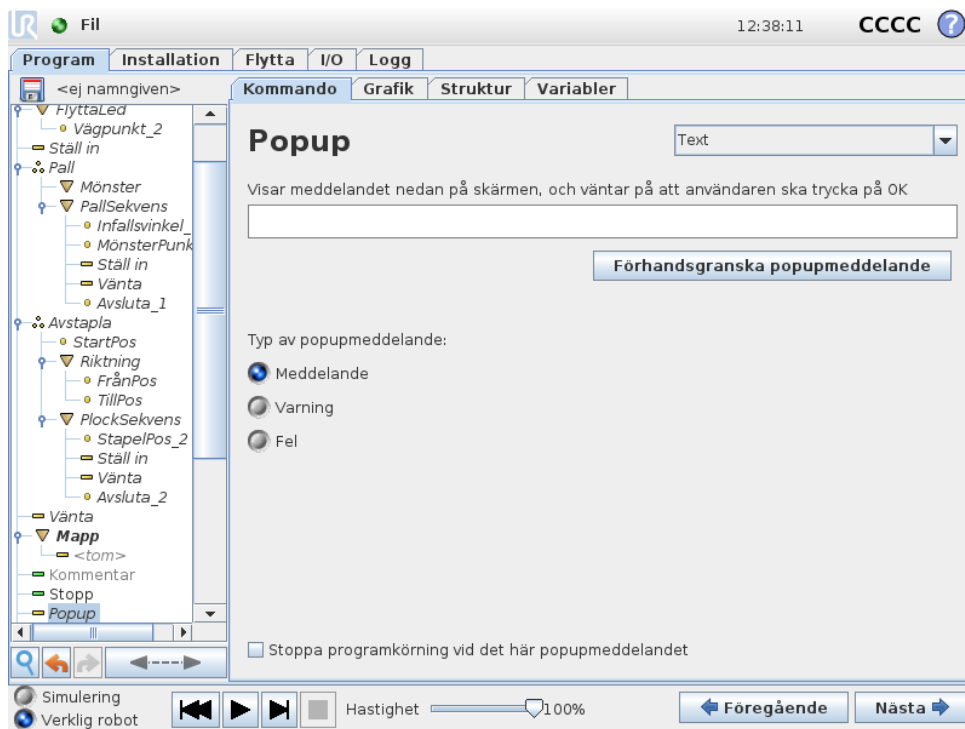 UR Fil 12:38:11 CCCC ?
Program Installation Flytta I/O Logg
<ej namngiven>
Kommando Grafik Struktur Variabler
FlyttaLed
Vägpunkt_2
Ställ in
Pall
Mönster
PallSekvens
Infallsvinkel_
MönsterPunk
Ställ in
Vänta
Avsluta_1
Avstapla
StartPos
Riktning
FrånPos
TillPos
PlockSekvens
StapelPos_2
Ställ in
Vänta
Avsluta_2
Vänta
Mapp
<tom>
Kommentar
Stopp
Popup
Popup
Text
Visar meddelandet nedan på skärmen, och väntar på att användaren ska trycka på OK
Förhandsgranska popupmeddelande
Typ av popupmeddelande:
Meddelande
Varning
Fel
Stoppa programkörning vid det här popupmeddelandet
Simulering
Verklig robot
Hastighet 100%
Föregående Nästa